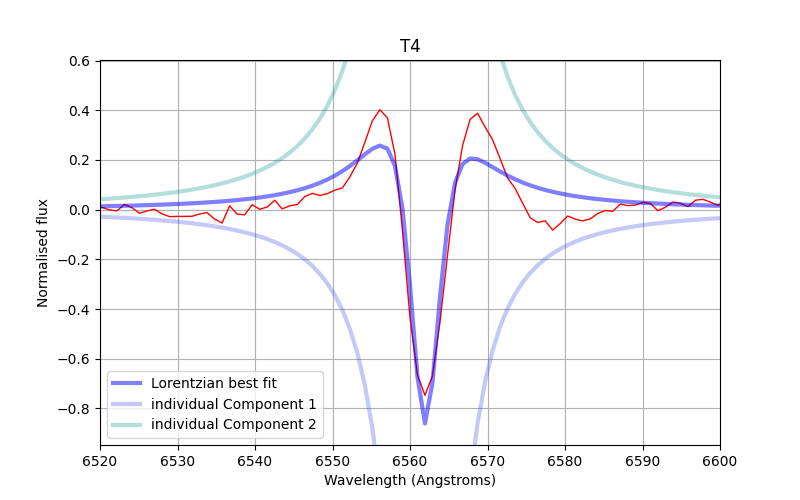 T4
Normalised flux
0.6
0.4
0.2
0.0
−0.2
−0.4
−0.6
−0.8
Lorentzian best fit
individual Component 1
individual Component 2
6520 6530 6540 6550 6560 6570 6580 6590 6600
Wavelength (Angstroms)